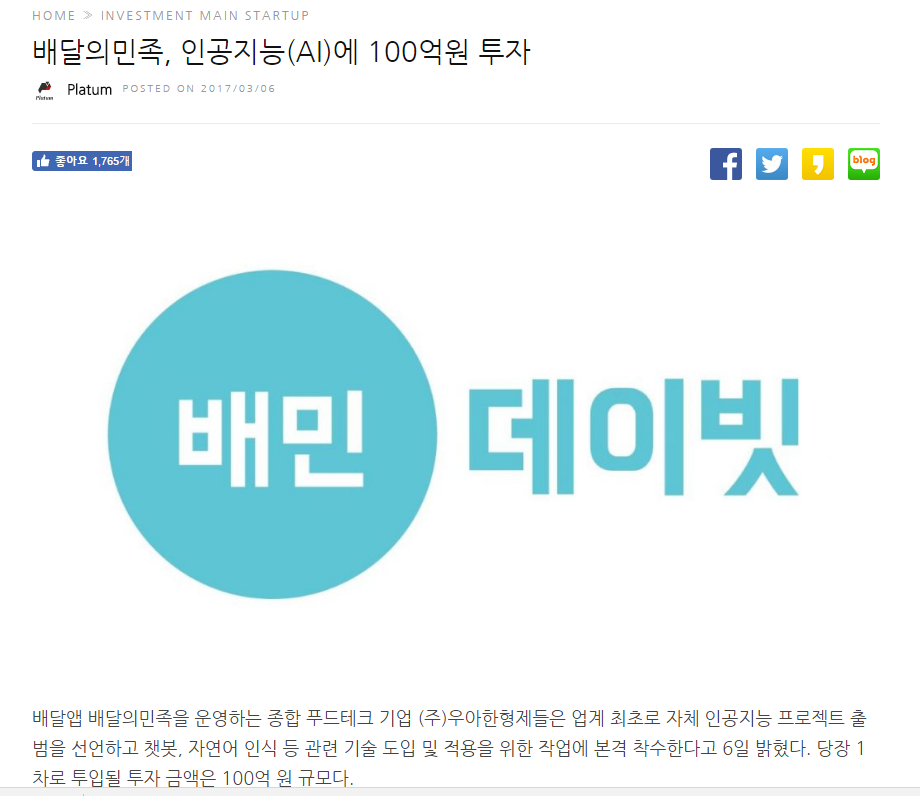 HOME » INVESTMENT MAIN STARTUP
배달의민족, 인공지능(AI)에 100억원 투자
Platum Platum POSTED ON 2017/03/06
좋아요 1,765개
blog
배민 데이빗
배달앱 배달의민족을 운영하는 종합 푸드테크 기업 (주)우아한형제들은 업계 최초로 자체 인공지능 프로젝트 출
범을 선언하고 챗봇, 자연어 인식 등 관련 기술 도입 및 적용을 위한 작업에 본격 착수한다고 6일 밝혔다. 당장 1
차로 투입될 투자 금액은 100억 원 규모다.